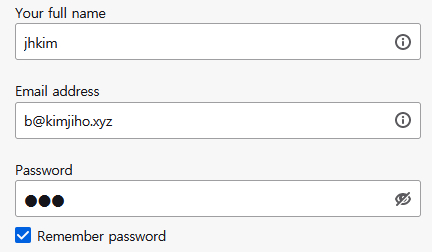 Your full name
jhkim
Email address
b@kimjiho.xyz
Password
●●●
Remember password